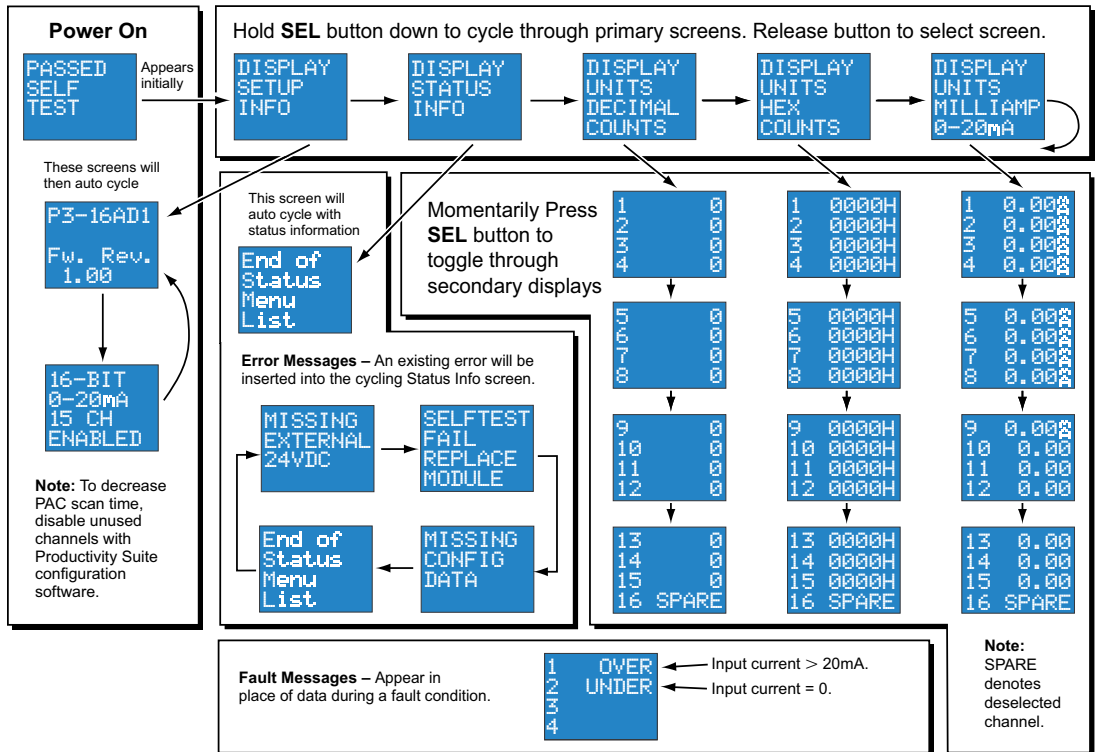 Power On
PASSED
SELF
TEST
Appears
initially
Hold SEL button down to cycle through primary screens. Release button to select screen.
DISPLAY
SETUP
INFO
DISPLAY
STATUS
INFO
DISPLAY
UNITS
DECIMAL
COUNTS
DISPLAY
UNITS
HEX
COUNTS
DISPLAY
UNITS
MILLIAMP
0-20mA
These screens will
then auto cycle
P3-16AD1
Fw. Rev.
1.00
16-BIT
0-20mA
15 CH
ENABLED
Note: To decrease
PAC scan time,
disable unused
channels with
Productivity Suite
configuration
software.
This screen will
auto cycle with
status information
End of
Status
Menu
List
Error Messages – An existing error will be
inserted into the cycling Status Info screen.
MISSING
EXTERNAL
24VDC
SELFTEST
FAIL
REPLACE
MODULE
End of
Status
Menu
List
MISSING
CONFIG
DATA
Momentarily Press
SEL button to
toggle through
secondary displays
1 0
2 0
3 0
4 0
5 0
6 0
7 0
8 0
9 0
10 0
11 0
12 0
13 0
14 0
15 0
16 SPARE
1 0000H
2 0000H
3 0000H
4 0000H
5 0000H
6 0000H
7 0000H
8 0000H
9 0000H
10 0000H
11 0000H
12 0000H
13 0000H
14 0000H
15 0000H
16 SPARE
1 0.00
2 0.00
3 0.00
4 0.00
5 0.00
6 0.00
7 0.00
8 0.00
9 0.00
10 0.00
11 0.00
12 0.00
13 0.00
14 0.00
15 0.00
16 SPARE
Note:
SPARE
denotes
deselected
channel.
Fault Messages – Appear in
place of data during a fault condition.
1 OVER
2 UNDER
3
4
Input current > 20mA.
Input current = 0.